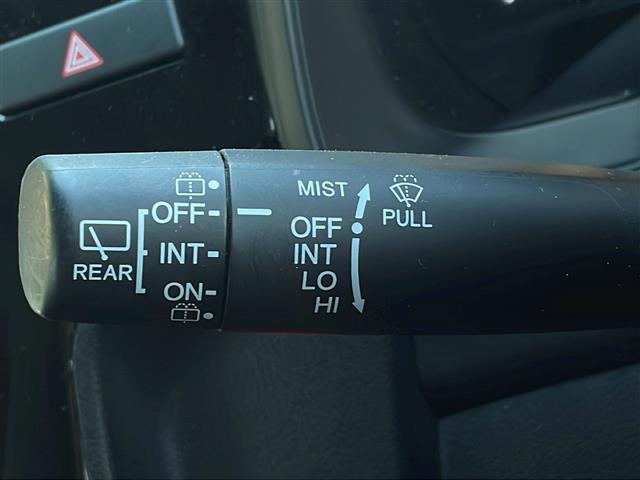 REAR
OFF
INT
ON
MIST
OFF
INT
LO
HI
PULL